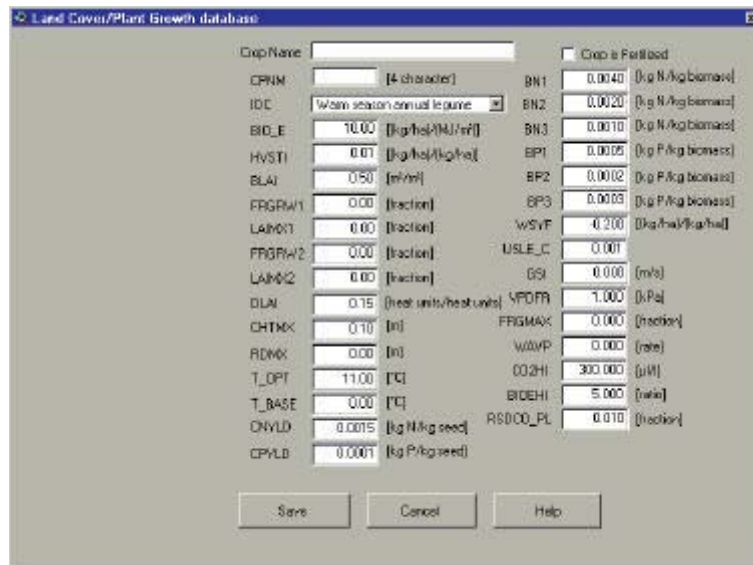 Land Cover/Plant Growth database
Crop Name
Crop is Fertilized
CPNM [4 character]
IDC Warm season annual legume
BIO_E 10.00 [(kg/ha)/(MJ/m²)]
HVSTI 0.01 [(kg/ha)/(kg/ha)]
BLAI 0.50 [m²/m²]
FRGRW1 0.00 [fraction]
LAIMX1 0.00 [fraction]
FRGRW2 0.00 [fraction]
LAIMX2 0.00 [fraction]
DLAI 0.15 [heat units/heat units]
CHTMX 0.10 [m]
RDMX 0.00 [m]
T_OPT 11.00 [°C]
T_BASE 0.00 [°C]
CNYLD 0.0015 [kg N/kg seed]
CPYLD 0.0001 [kg P/kg seed]
BN1 0.0040 [kg N/kg biomass]
BN2 0.0020 [kg N/kg biomass]
BN3 0.0010 [kg N/kg biomass]
BP1 0.0005 [kg P/kg biomass]
BP2 0.0002 [kg P/kg biomass]
BP3 0.0003 [kg P/kg biomass]
WSYF [(kg/ha)/(kg/ha)]
USLE_C 0.001
GSI 0.000 [m/s]
VPDFR 1.000 [kPa]
FRGMAX 0.000 [fraction]
WAVP 0.000 [rate]
CO2HI 300.000 [µl/l]
BIOEHI 5.000 [ratio]
RSDCO_PL 0.010 [fraction]
Save
Cancel
Help